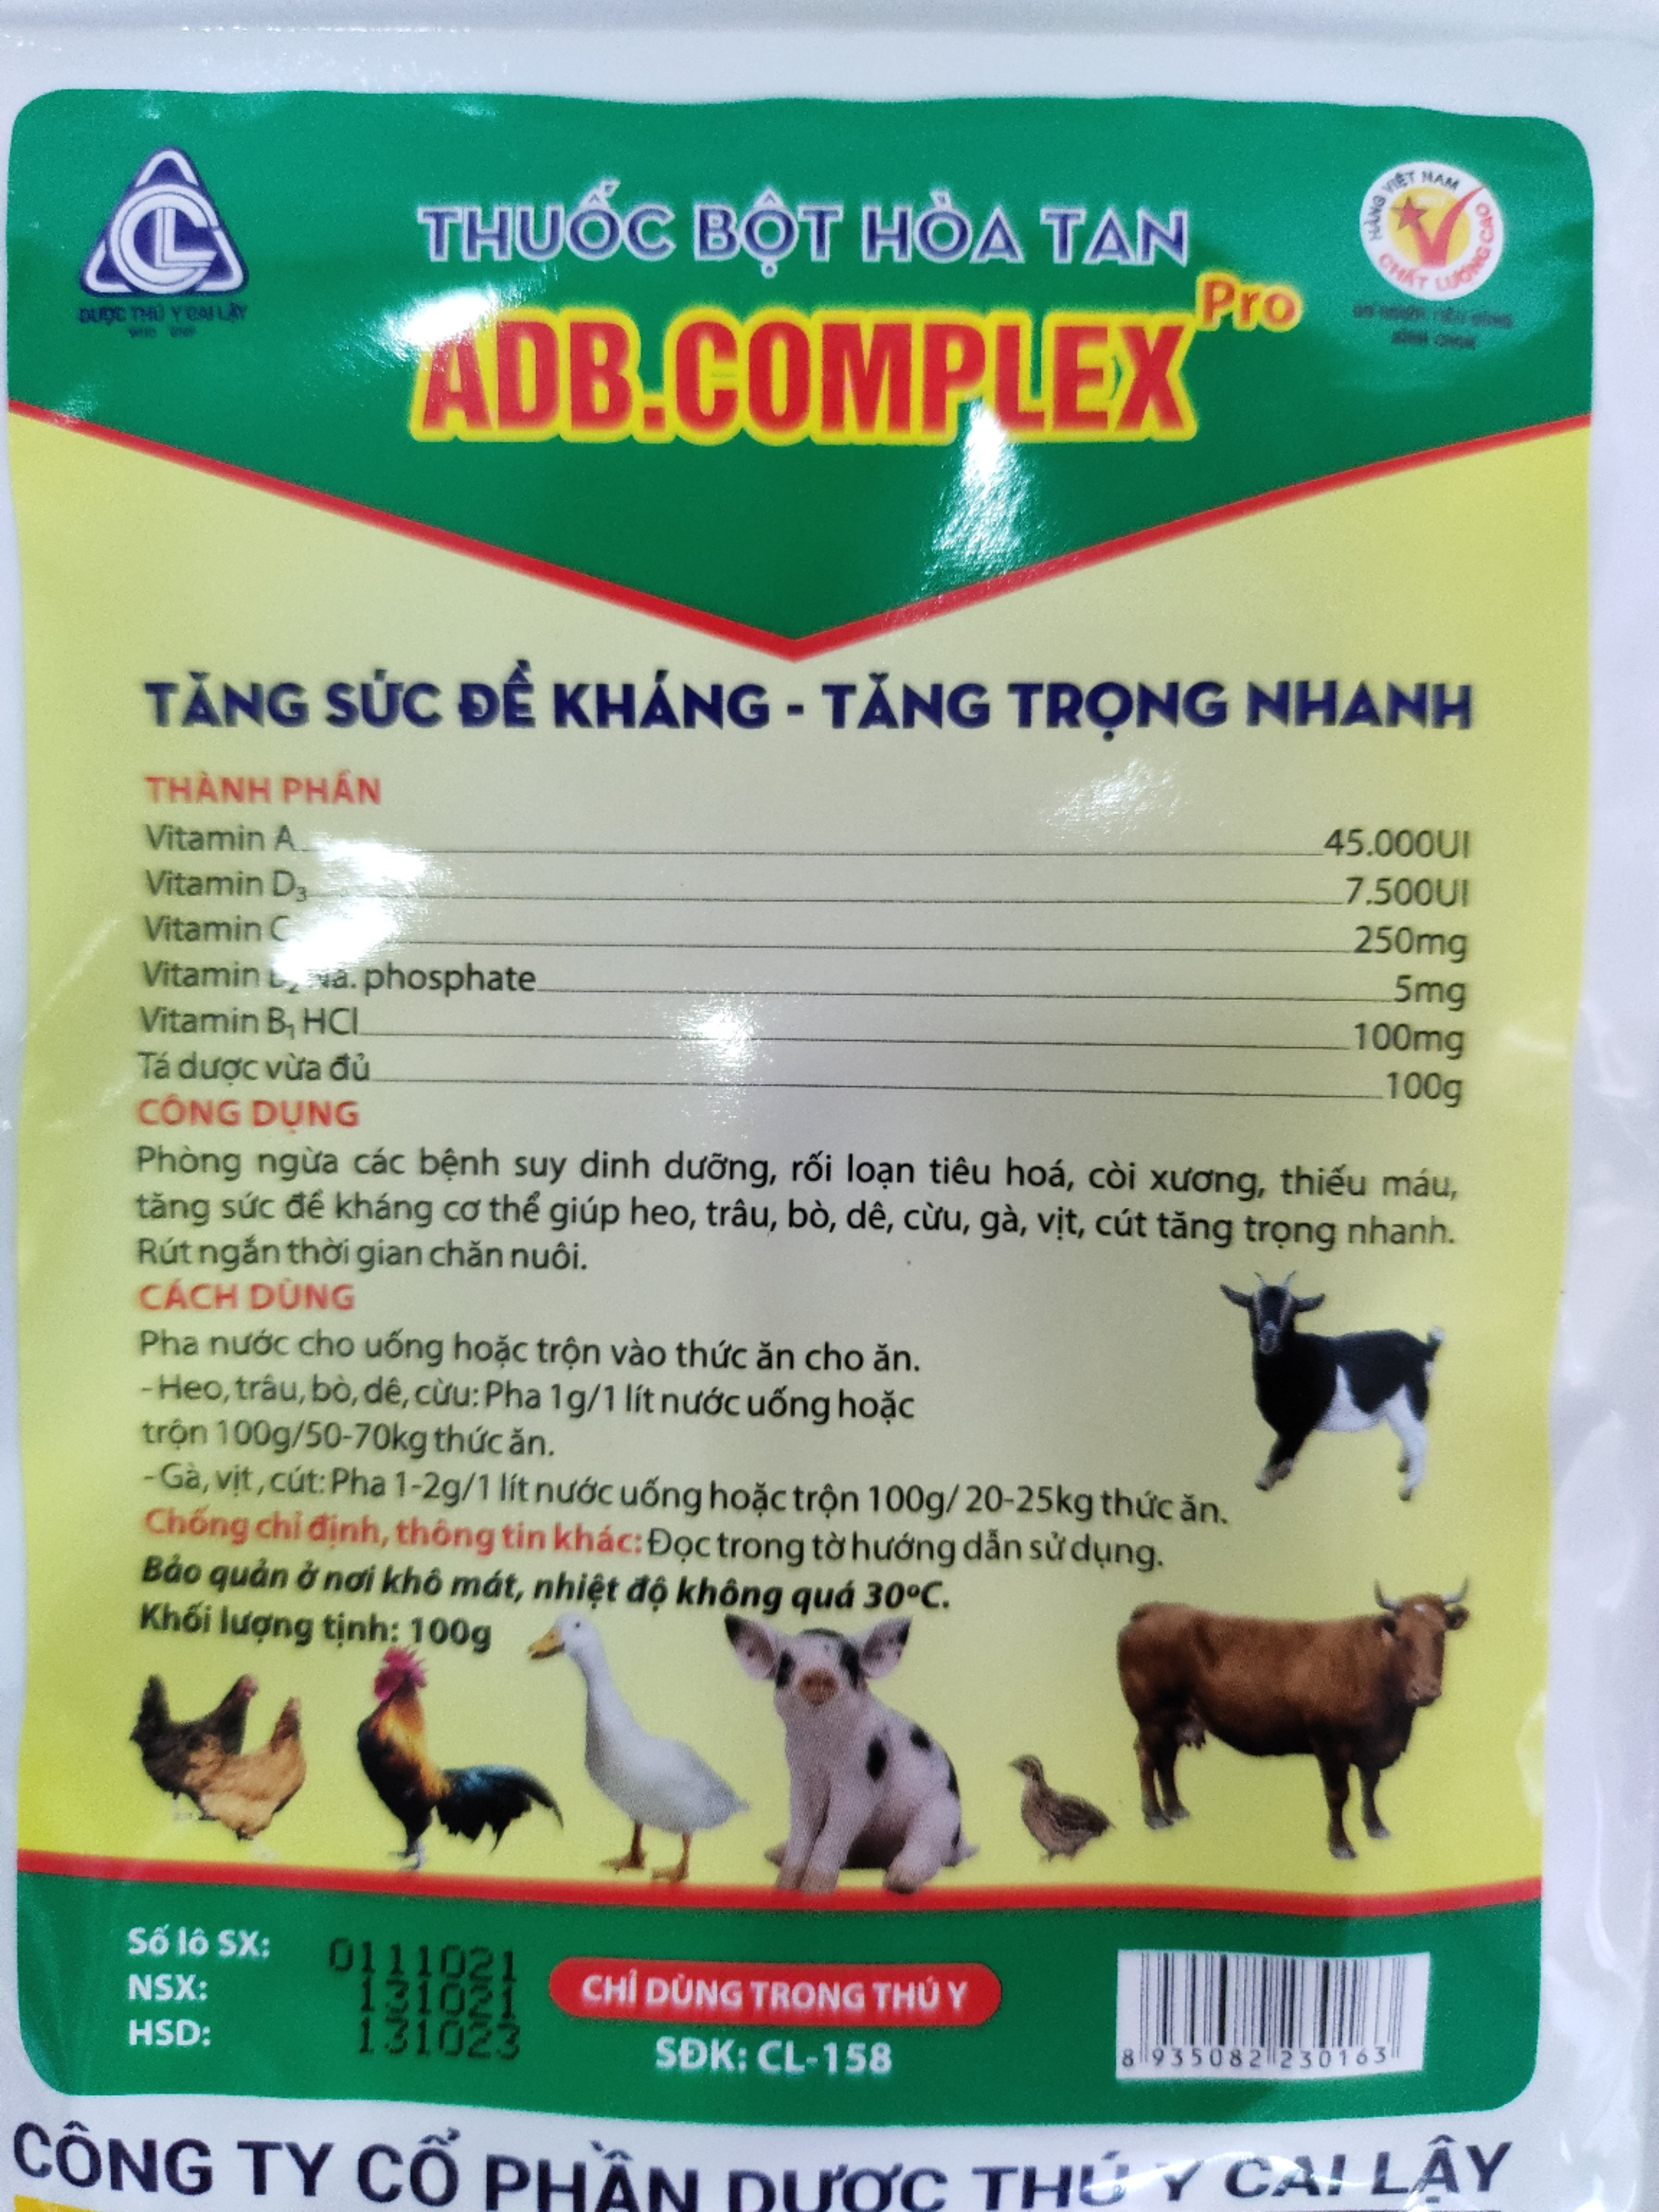 DƯỢC THÚ Y CAI LẬY
THUỐC BỘT HÒA TAN
HÀNG VIỆT NAM
CHẤT LƯỢNG CAO
ADB.COMPLEX Pro
TĂNG SỨC ĐỀ KHÁNG - TĂNG TRỌNG NHANH
THÀNH PHẦN
Vitamin A 45.000UI
Vitamin D3 7.500UI
Vitamin C 250mg
Vitamin phosphate 5mg
Vitamin B1 HCl 100mg
Tá dược vừa đủ 100g
CÔNG DỤNG
Phòng ngừa các bệnh suy dinh dưỡng, rối loạn tiêu hoá, còi xương, thiếu máu,
tăng sức đề kháng cơ thể giúp heo, trâu, bò, dê, cừu, gà, vịt, cút tăng trọng nhanh.
Rút ngắn thời gian chăn nuôi.
CÁCH DÙNG
Pha nước cho uống hoặc trộn vào thức ăn cho ăn.
- Heo, trâu, bò, dê, cừu: Pha 1g/1 lít nước uống hoặc
trộn 100g/50-70kg thức ăn.
- Gà, vịt, cút: Pha 1-2g/1 lít nước uống hoặc trộn 100g/ 20-25kg thức ăn.
Chống chỉ định, thông tin khác: Đọc trong tờ hướng dẫn sử dụng.
Bảo quản ở nơi khô mát, nhiệt độ không quá 30ºC.
Khối lượng tịnh: 100g
Số lô SX: 0111021
NSX: 131021
HSD: 131023
CHỈ DÙNG TRONG THÚ Y
SĐK: CL-158
8 935082 230163
CÔNG TY CỔ PHẦN DƯỢC THÚ Y CAI LẬY